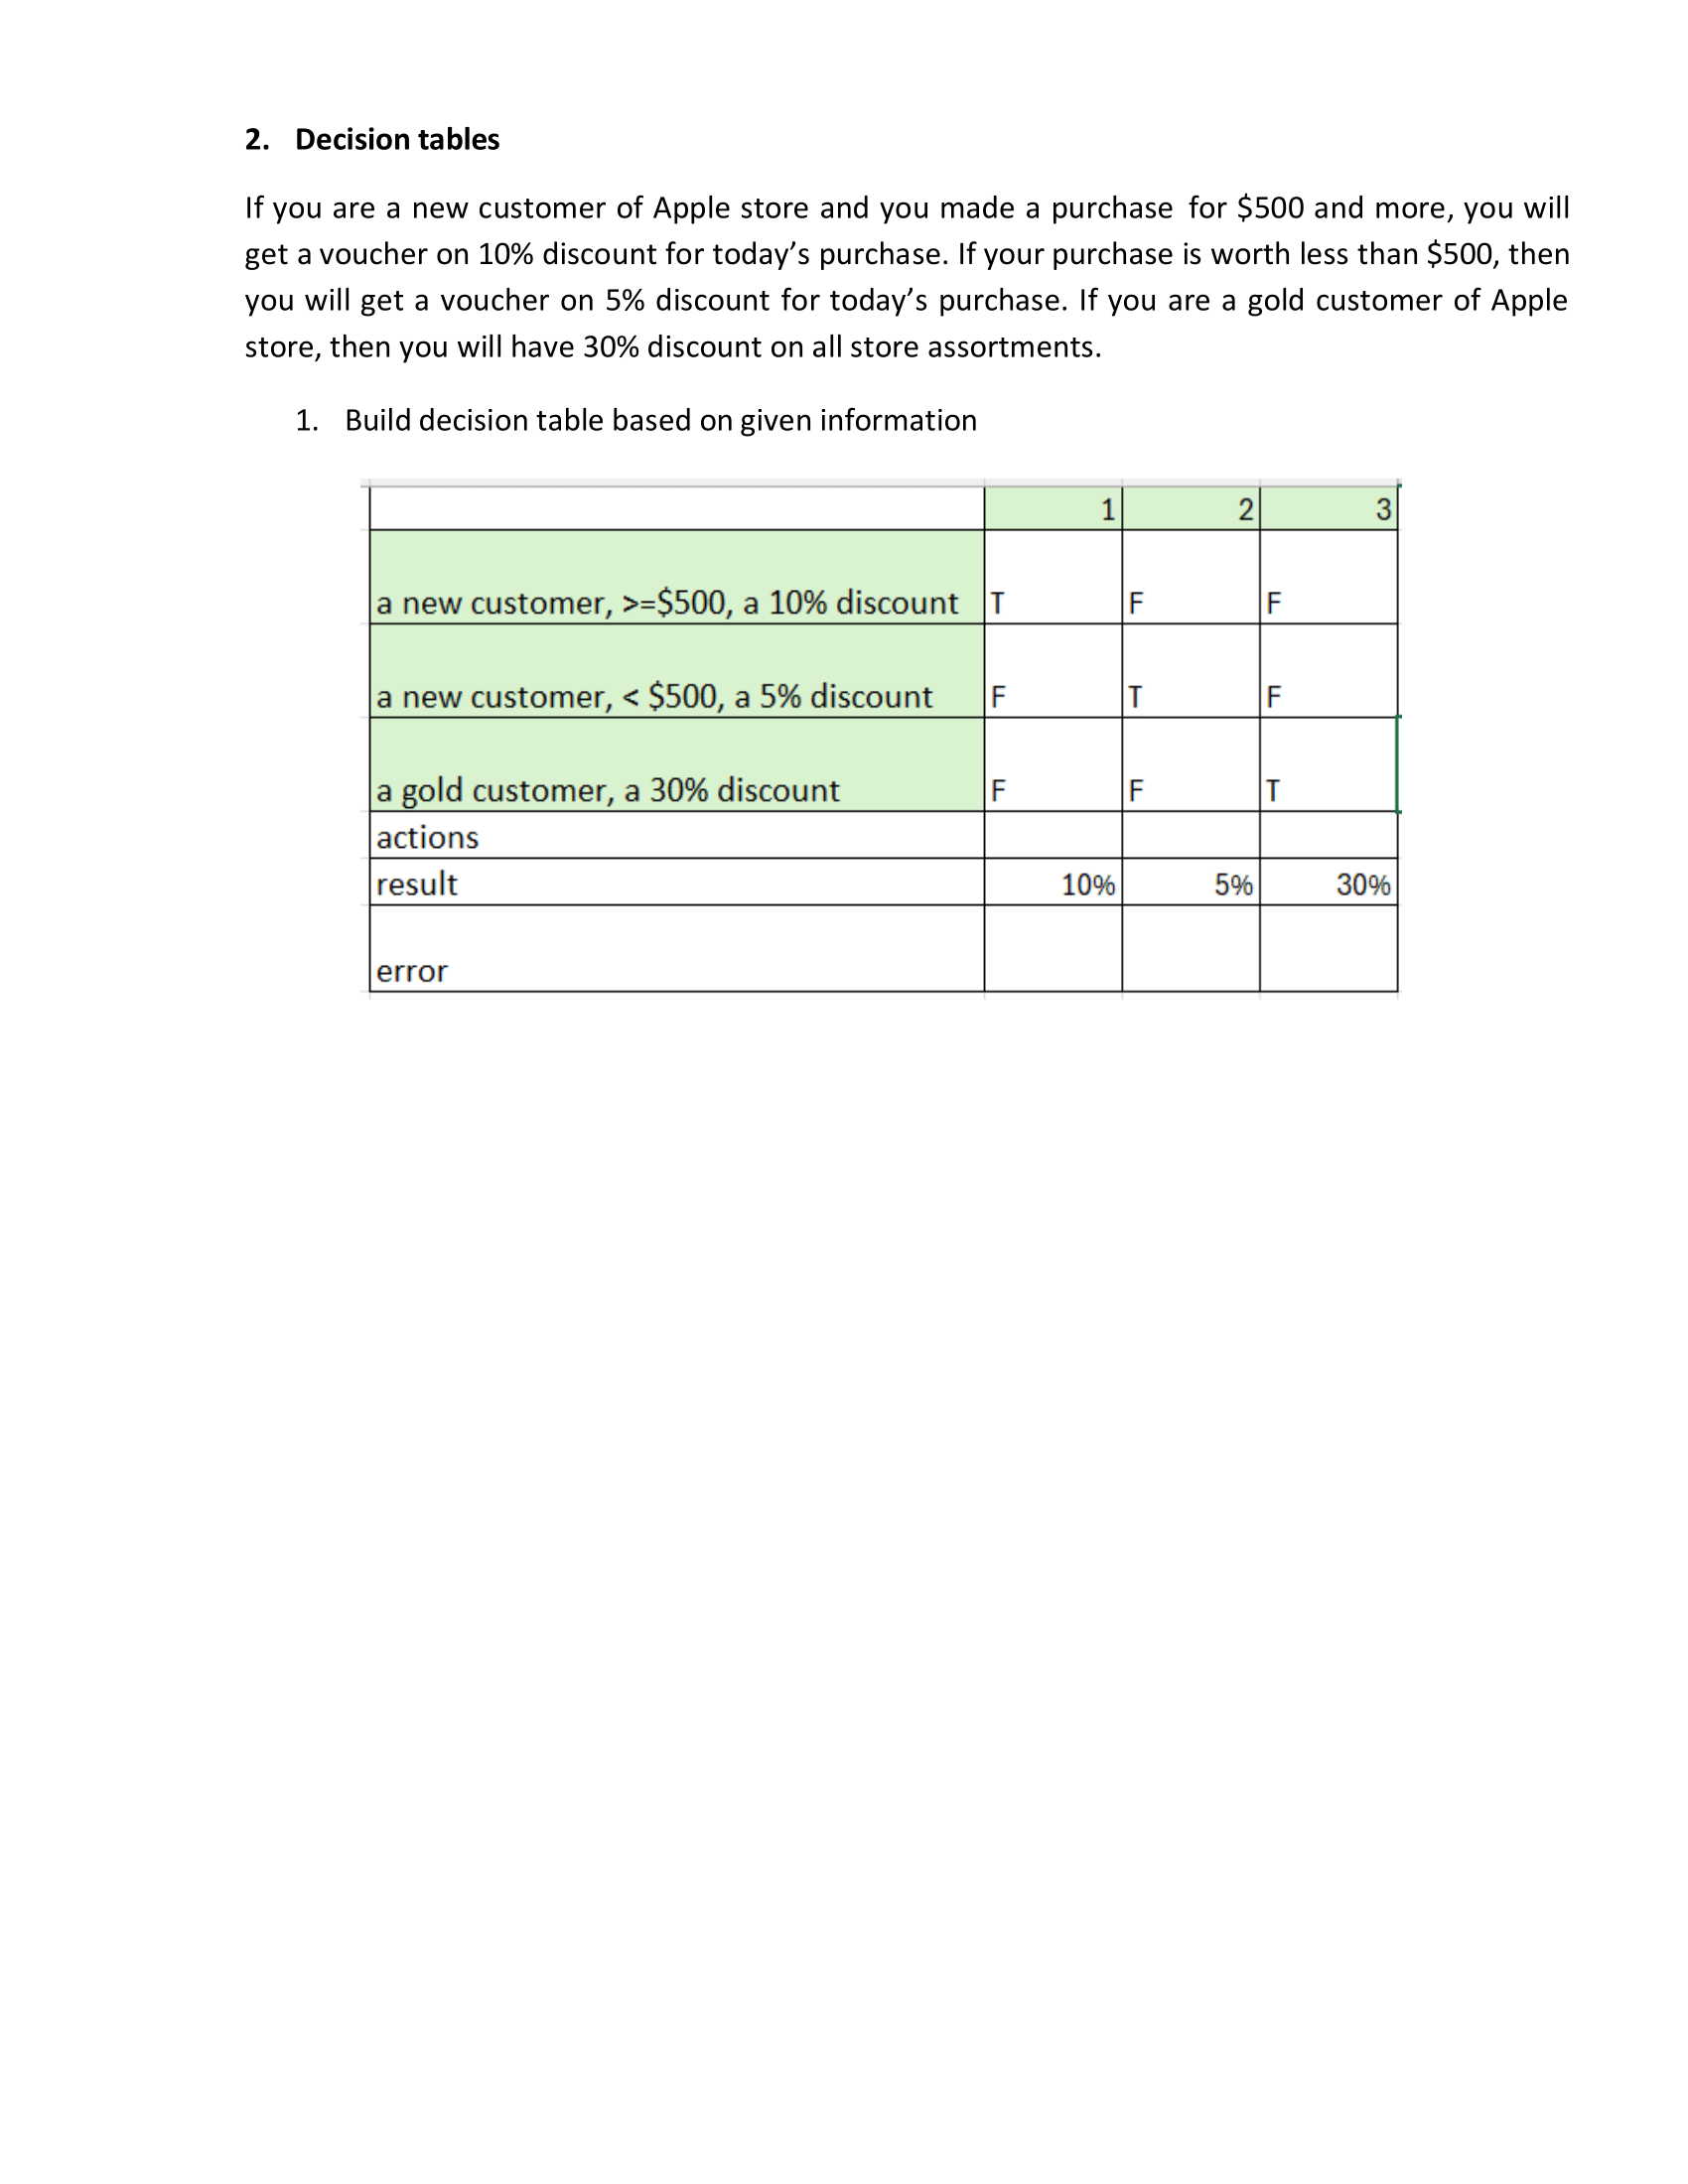 2. Decision tables
If you are a new customer of Apple store and you made a purchase for $500 and more, you will
get a voucher on 10% discount for today’s purchase. If your purchase is worth less than $500, then
you will get a voucher on 5% discount for today’s purchase. If you are a gold customer of Apple
store, then you will have 30% discount on all store assortments.
1. Build decision table based on given information
1 2 3
a new customer, >=$500, a 10% discount T F F
a new customer, < $500, a 5% discount F T F
a gold customer, a 30% discount F F T
actions
result 10% 5% 30%
error